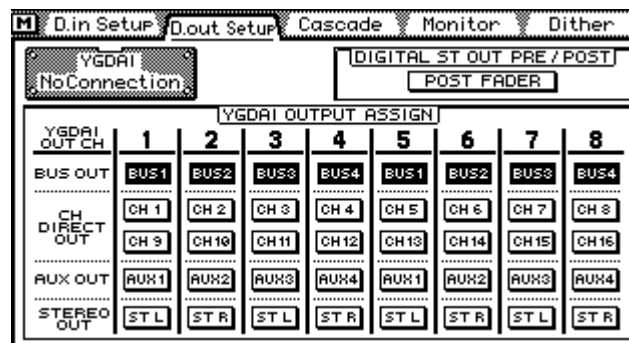 M D.in Setup D.out Setup Cascade Monitor Dither
YGDAI
NoConnection
DIGITAL ST OUT PRE/POST
POST FADER
YGDAI OUTPUT ASSIGN
YGDAI OUT CH 1 2 3 4 5 6 7 8
BUS OUT BUS1 BUS2 BUS3 BUS4 BUS1 BUS2 BUS3 BUS4
CH DIRECT OUT
CH 1 CH 2 CH 3 CH 4 CH 5 CH 6 CH 7 CH 8
CH 9 CH10 CH11 CH12 CH13 CH14 CH15 CH16
AUX OUT AUX1 AUX2 AUX3 AUX4 AUX1 AUX2 AUX3 AUX4
STEREO OUT ST L ST R ST L ST R ST L ST R ST L ST R